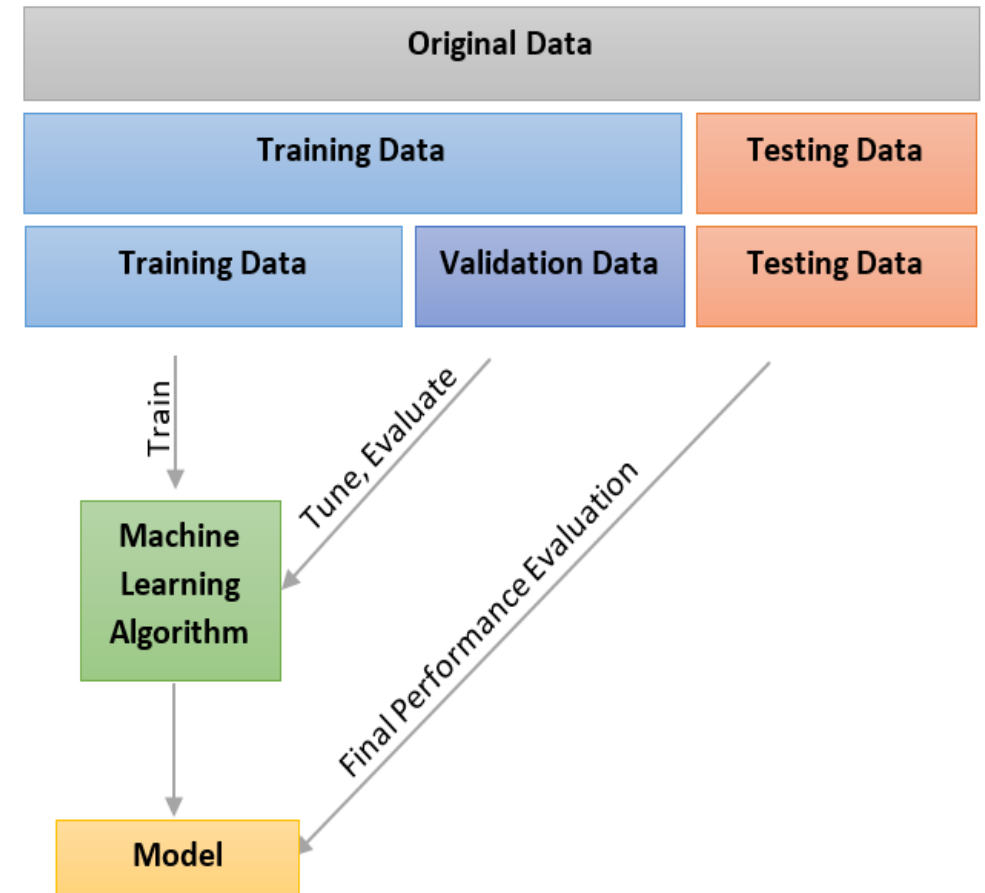 Original Data
Training Data
Testing Data
Training Data
Validation Data
Testing Data
Train
Tune, Evaluate
Final Performance Evaluation
Machine
Learning
Algorithm
Model